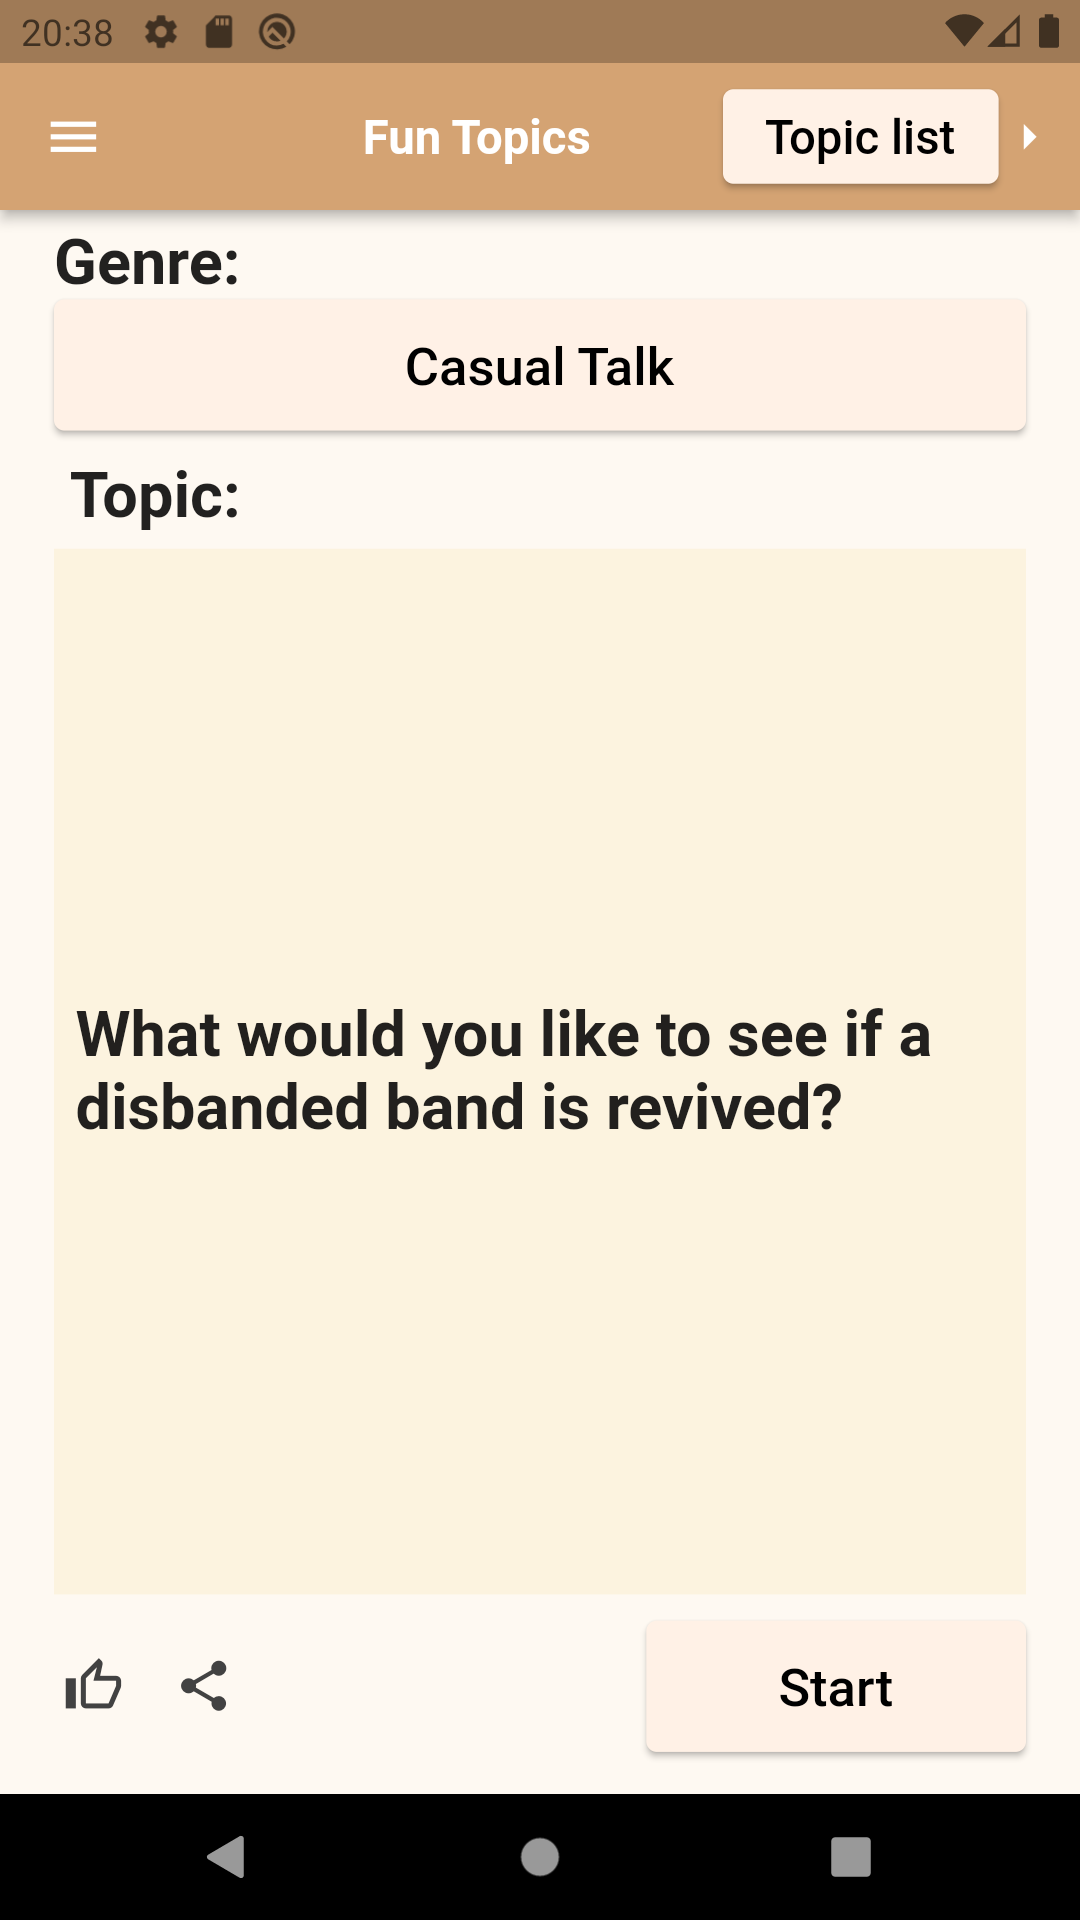 20:38
Fun Topics
Topic list
Genre:
Casual Talk
Topic:
What would you like to see if a
disbanded band is revived?
Start